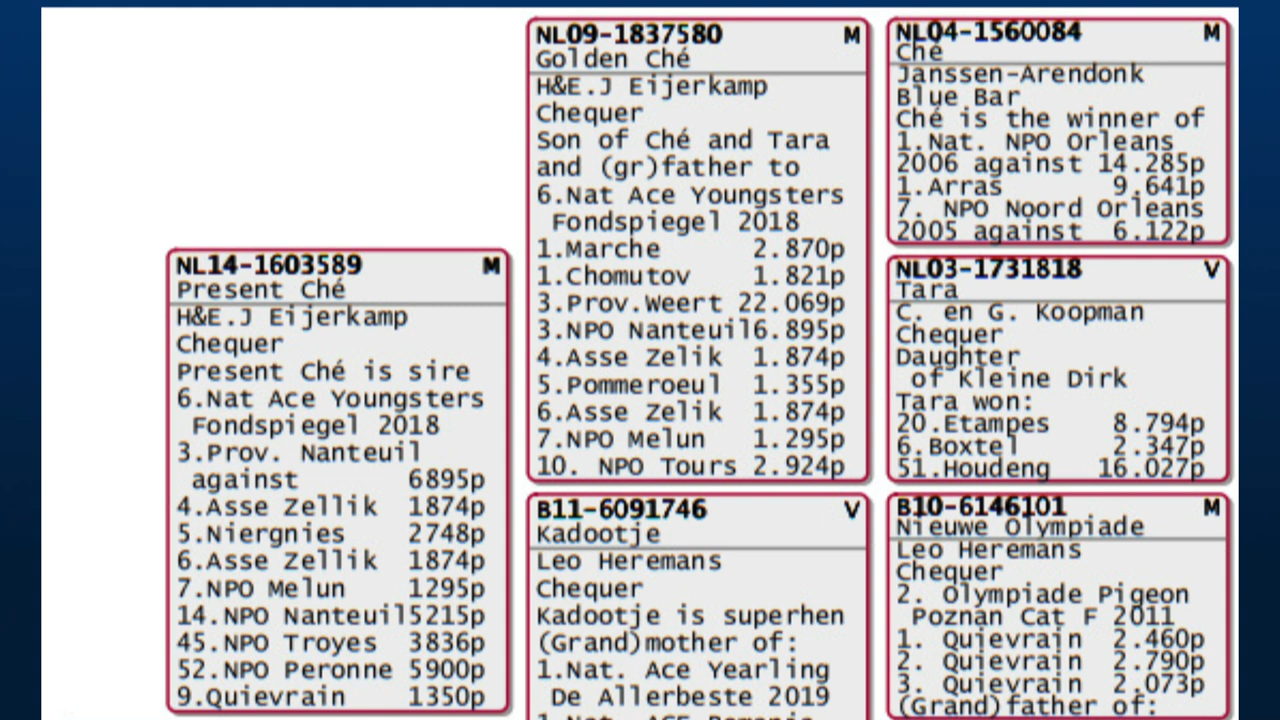 NL14-1603589 M
Present Ché
H&E.J Eijerkamp
Chequer
Present Ché is sire
6.Nat Ace Youngsters
Fondspiegel 2018
3.Prov. Nanteuil
against 6895p
4.Asse Zellik 1874p
5.Niergnies 2748p
6.Asse Zellik 1874p
7.NPO Melun 1295p
14.NPO Nanteuil5215p
45.NPO Troyes 3836p
52.NPO Peronne 5900p
9.Quievrain 1350p
NL09-1837580 M
Golden Ché
H&E.J Eijerkamp
Chequer
Son of Ché and Tara
and (gr)father to
6.Nat Ace Youngsters
Fondspiegel 2018
1.Marche 2.870p
1.Chomutov 1.821p
3.Prov.Weert 22.069p
3.NPO Nanteuil6.895p
4.Asse Zelik 1.874p
5.Pommeroeul 1.355p
6.Asse Zelik 1.874p
7.NPO Melun 1.295p
10. NPO Tours 2.924p
B11-6091746 V
Kadootje
Leo Heremans
Chequer
Kadootje is superhen
(Grand)mother of:
1.Nat. Ace Yearling
De Allerbeste 2019
NL04-1560084 M
Ché
Janssen-Arendonk
Blue Bar
Ché is the winner of
1.Nat. NPO Orleans
2006 against 14.285p
1.Arras 9.641p
7. NPO Noord Orleans
2005 against 6.122p
NL03-1731818 V
Tara
C. en G. Koopman
Chequer
Daughter
of Kleine Dirk
Tara won:
20.Etampes 8.794p
6.Boxtel 2.347p
51.Houdeng 16.027p
B10-6146101 M
Nieuwe Olympiade
Leo Heremans
Chequer
2. Olympiade Pigeon
Poznan Cat F 2011
1. Quievrain 2.460p
2. Quievrain 2.790p
3. Quievrain 2.073p
(Grand)father of: